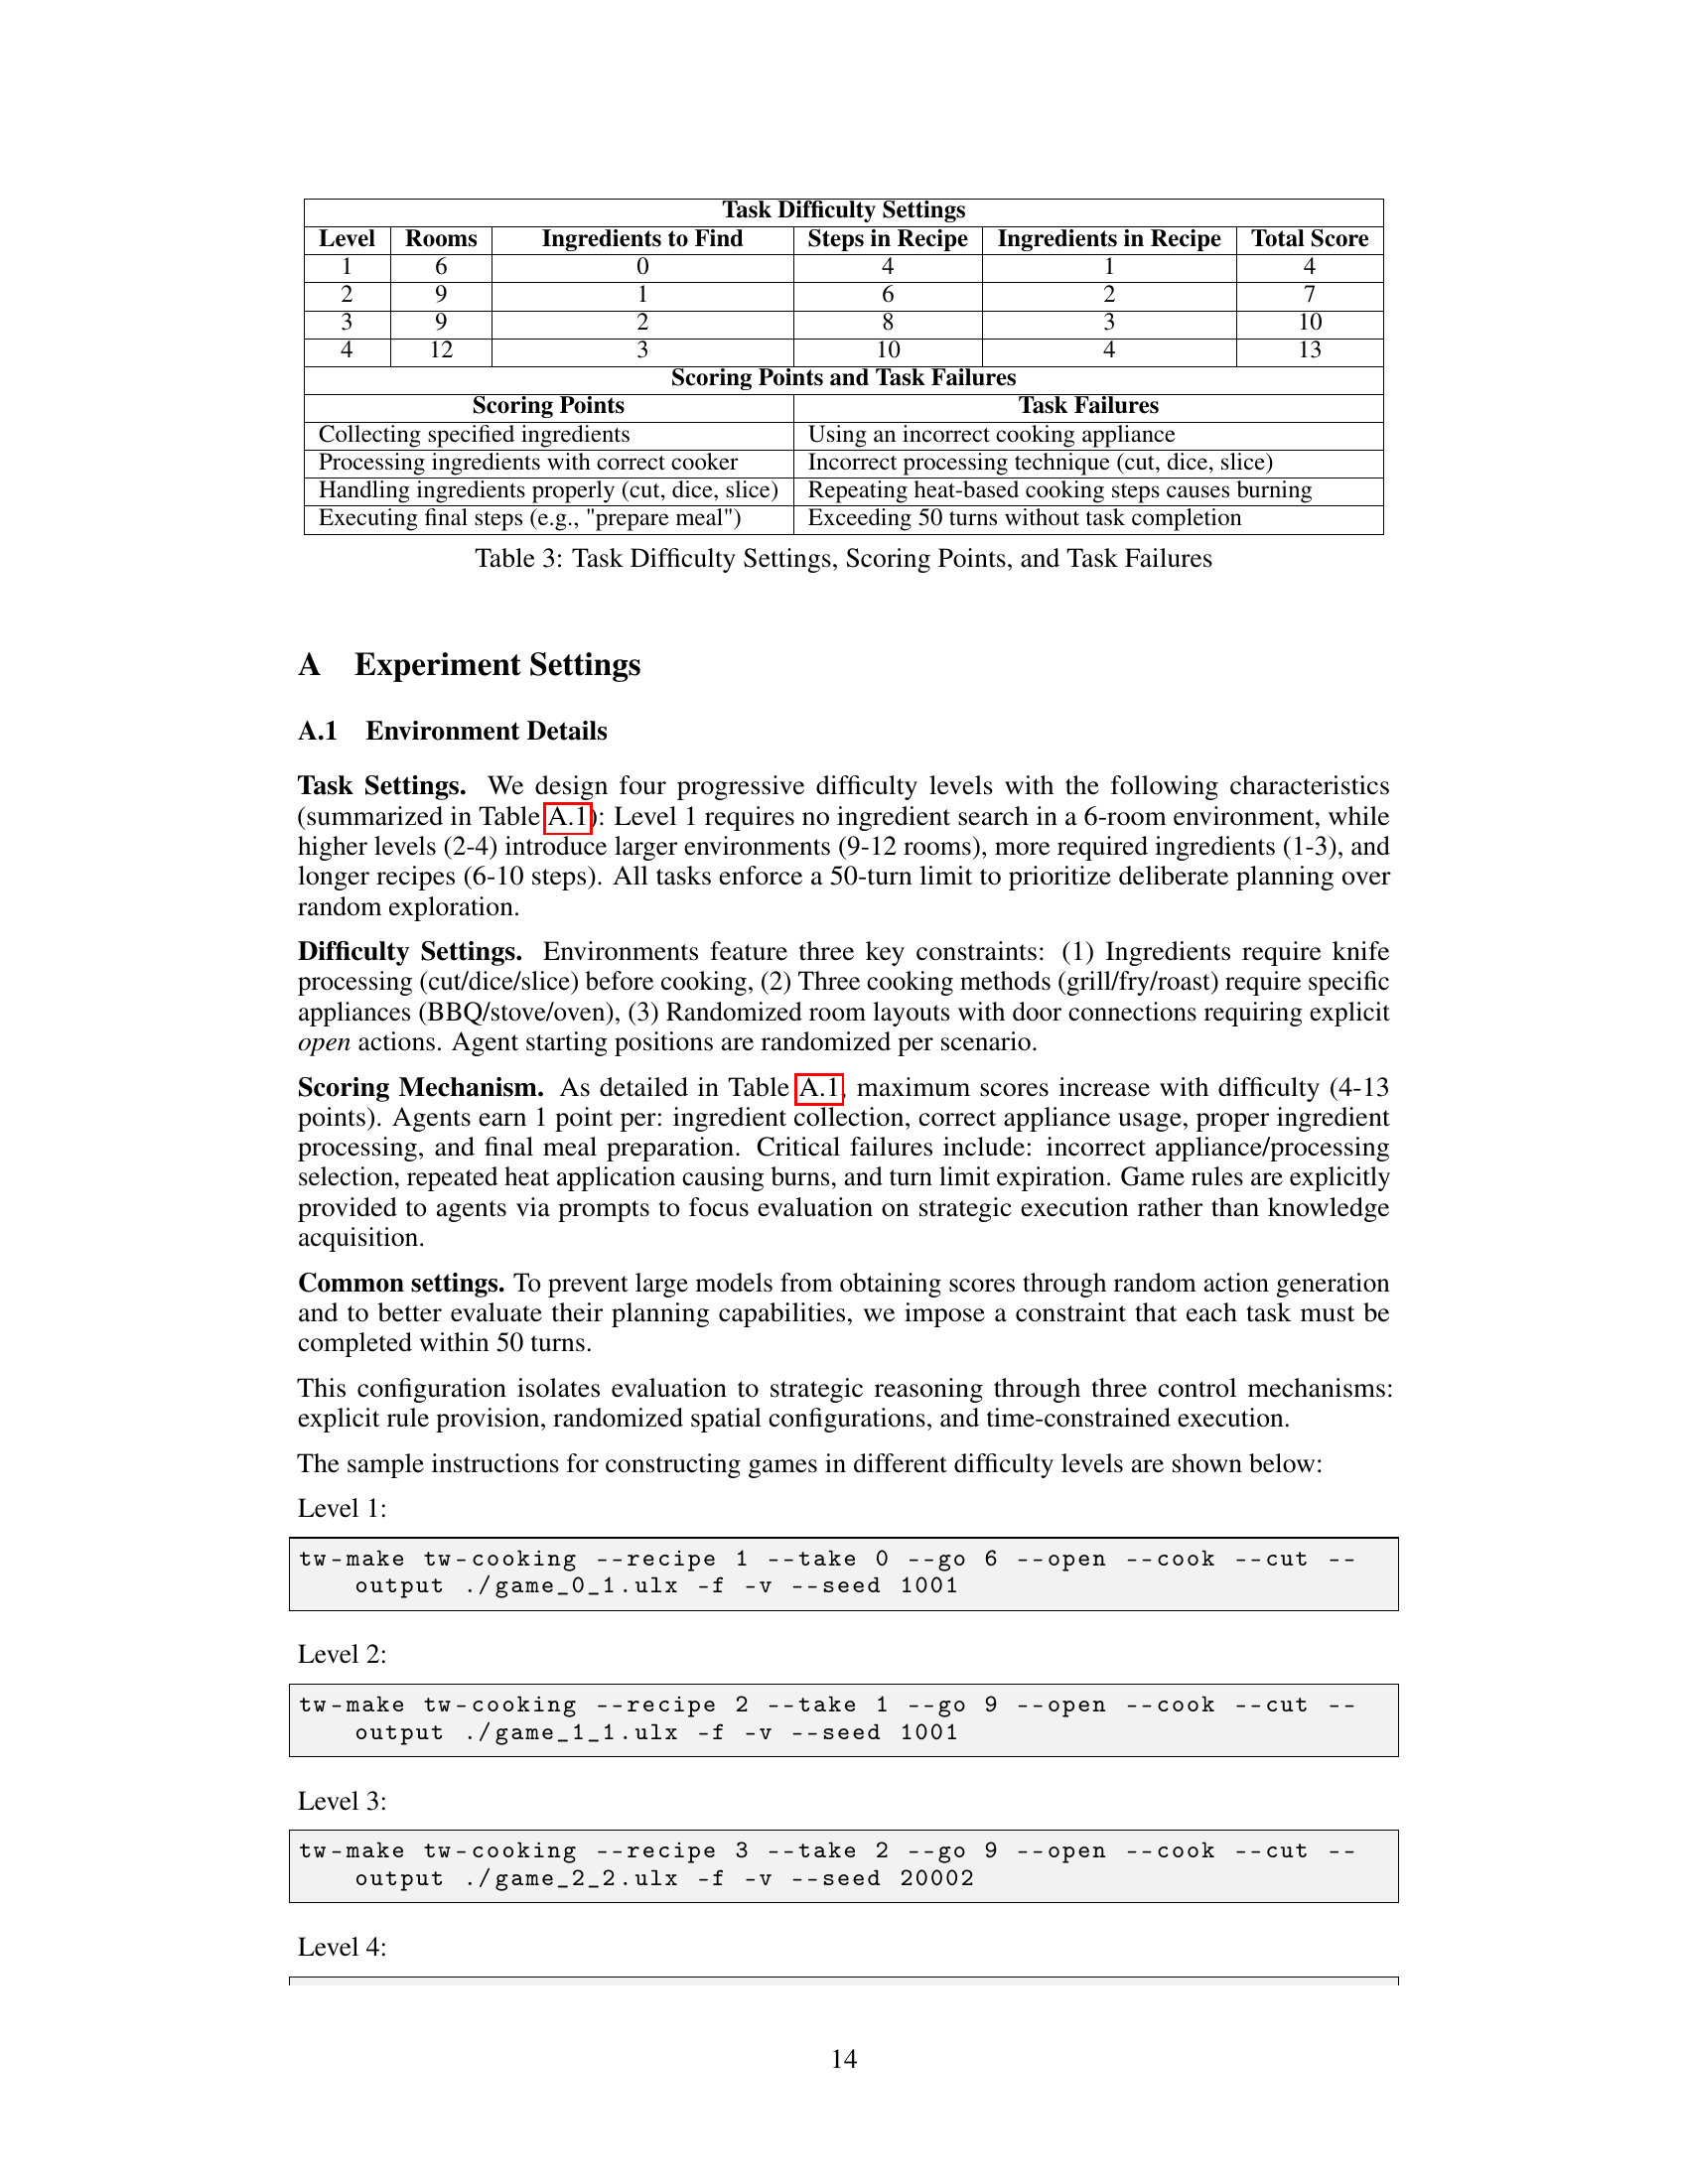 Task Difficulty Settings
Level Rooms Ingredients to Find Steps in Recipe Ingredients in Recipe Total Score
1 6 0 4 1 4
2 9 1 6 2 7
3 9 2 8 3 10
4 12 3 10 4 13
Scoring Points and Task Failures
Scoring Points Task Failures
Collecting specified ingredients Using an incorrect cooking appliance
Processing ingredients with correct cooker Incorrect processing technique (cut, dice, slice)
Handling ingredients properly (cut, dice, slice) Repeating heat-based cooking steps causes burning
Executing final steps (e.g., "prepare meal") Exceeding 50 turns without task completion
Table 3: Task Difficulty Settings, Scoring Points, and Task Failures
A Experiment Settings
A.1 Environment Details
Task Settings. We design four progressive difficulty levels with the following characteristics
(summarized in Table A.1): Level 1 requires no ingredient search in a 6-room environment, while
higher levels (2-4) introduce larger environments (9-12 rooms), more required ingredients (1-3), and
longer recipes (6-10 steps). All tasks enforce a 50-turn limit to prioritize deliberate planning over
random exploration.
Difficulty Settings. Environments feature three key constraints: (1) Ingredients require knife
processing (cut/dice/slice) before cooking, (2) Three cooking methods (grill/fry/roast) require specific
appliances (BBQ/stove/oven), (3) Randomized room layouts with door connections requiring explicit
open actions. Agent starting positions are randomized per scenario.
Scoring Mechanism. As detailed in Table A.1, maximum scores increase with difficulty (4-13
points). Agents earn 1 point per: ingredient collection, correct appliance usage, proper ingredient
processing, and final meal preparation. Critical failures include: incorrect appliance/processing
selection, repeated heat application causing burns, and turn limit expiration. Game rules are explicitly
provided to agents via prompts to focus evaluation on strategic execution rather than knowledge
acquisition.
Common settings. To prevent large models from obtaining scores through random action generation
and to better evaluate their planning capabilities, we impose a constraint that each task must be
completed within 50 turns.
This configuration isolates evaluation to strategic reasoning through three control mechanisms:
explicit rule provision, randomized spatial configurations, and time-constrained execution.
The sample instructions for constructing games in different difficulty levels are shown below:
Level 1:
tw-make tw-cooking --recipe 1 --take 0 --go 6 --open --cook --cut --
output ./game_0_1.ulx -f -v --seed 1001
Level 2:
tw-make tw-cooking --recipe 2 --take 1 --go 9 --open --cook --cut --
output ./game_1_1.ulx -f -v --seed 1001
Level 3:
tw-make tw-cooking --recipe 3 --take 2 --go 9 --open --cook --cut --
output ./game_2_2.ulx -f -v --seed 20002
Level 4:
14